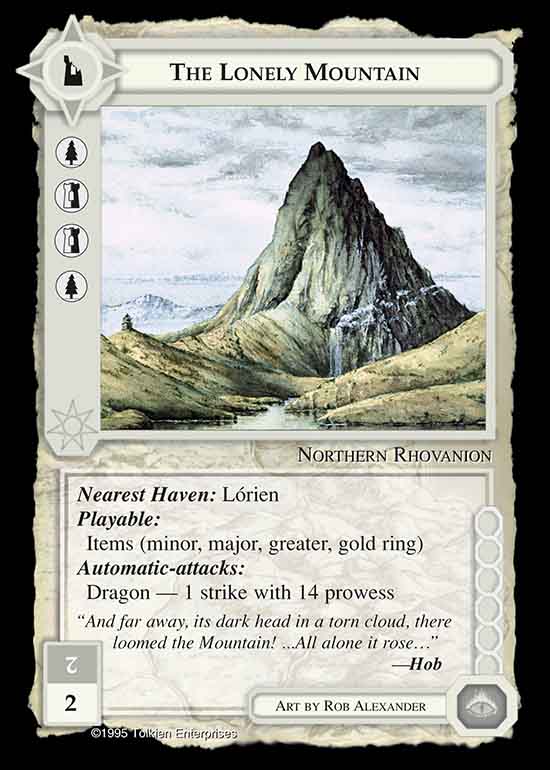 THE LONELY MOUNTAIN
NORTHERN RHOVANION
Nearest Haven: Lórien
Playable:
Items (minor, major, greater, gold ring)
Automatic-attacks:
Dragon — 1 strike with 14 prowess
“And far away, its dark head in a torn cloud, there
loomed the Mountain! ...All alone it rose…”
—Hob
2
2
ART BY ROB ALEXANDER
©1995 Tolkien Enterprises